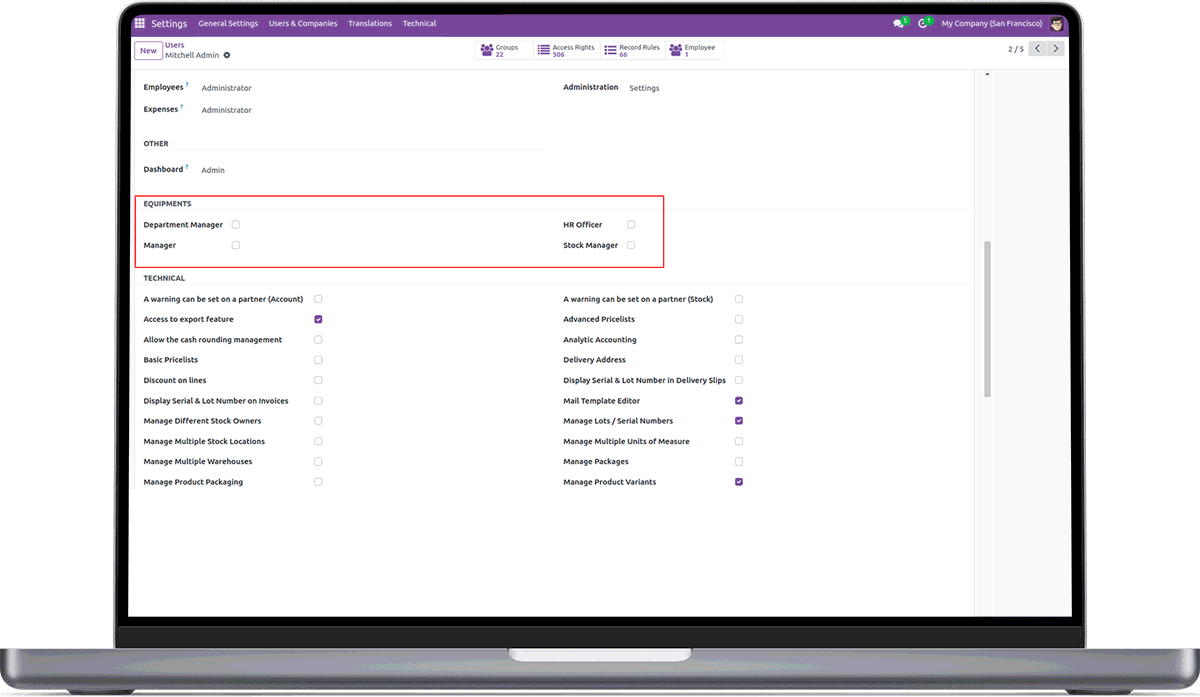 Settings General Settings Users & Companies Translations Technical 5 1 My Company (San Francisco)
New Users Groups 22 Access Rights 506 Record Rules 66 Employee 1 2 / 5
Mitchell Admin
Employees ? Administrator Administration Settings
Expenses ? Administrator
OTHER
Dashboard ? Admin
EQUIPMENTS
Department Manager HR Officer
Manager Stock Manager
TECHNICAL
A warning can be set on a partner (Account) A warning can be set on a partner (Stock)
Access to export feature Advanced Pricelists
Allow the cash rounding management Analytic Accounting
Basic Pricelists Delivery Address
Discount on lines Display Serial & Lot Number in Delivery Slips
Display Serial & Lot Number on Invoices Mail Template Editor
Manage Different Stock Owners Manage Lots / Serial Numbers
Manage Multiple Stock Locations Manage Multiple Units of Measure
Manage Multiple Warehouses Manage Packages
Manage Product Packaging Manage Product Variants